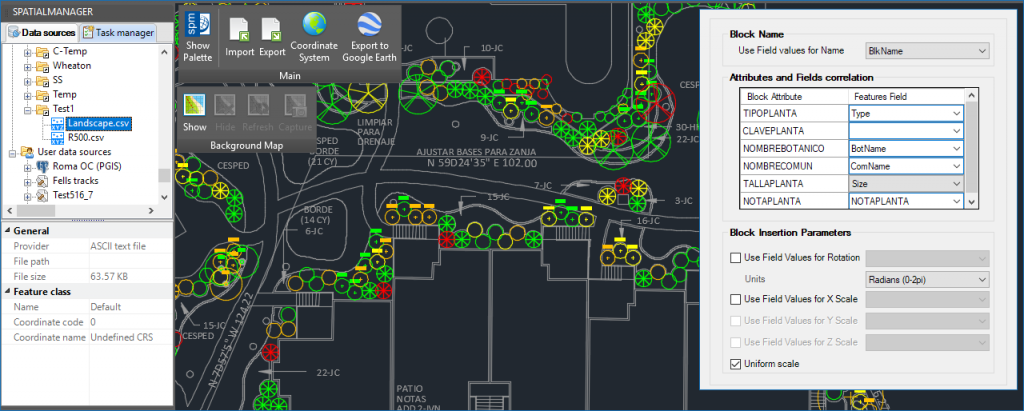 SPATIALMANAGER
Data sources
Task manager
C-Temp
Wheaton
SS
Temp
Test1
Landscape.csv
R500.csv
User data sources
Roma OC (PGIS)
Fells tracks
Test516_7
General
Provider ASCII text file
File path
File size 63.57 KB
Feature class
Name Default
Coordinate code 0
Coordinate name Undefined CRS
spm
Show Palette
Import
Export
Coordinate System
Export to Google Earth
Main
Show
Hide
Refresh
Capture
Background Map
10-JC
CESPED
LIMPIAR
PARA
DRENAJE
9-JC
30-H
22-JC
AJUSTAR BASES PARA ZANJA
N 59D24'35" E 102.00
CESPED
BORDE
(21 CY)
7-JC
15-JC
3-JC
16-JC
BORDE
(14 CY)
6-JC
15-JC
CESPED
N 7D57'5" W 124.22
22-JC
PATIO
NOTAS
ADD 2-IVN
Block Name
Use Field values for Name BlkName
Attributes and Fields correlation
Block Attribute Features Field
TIPOPLANTA Type
CLAVEPLANTA
NOMBREBOTANICO BotName
NOMBRECOMUN ComName
TALLAPLANTA Size
NOTAPLANTA NOTAPLANTA
Block Insertion Parameters
Use Field Values for Rotation
Units Radians (0-2pi)
Use Field Values for X Scale
Use Field Values for Y Scale
Use Field Values for Z Scale
Uniform scale